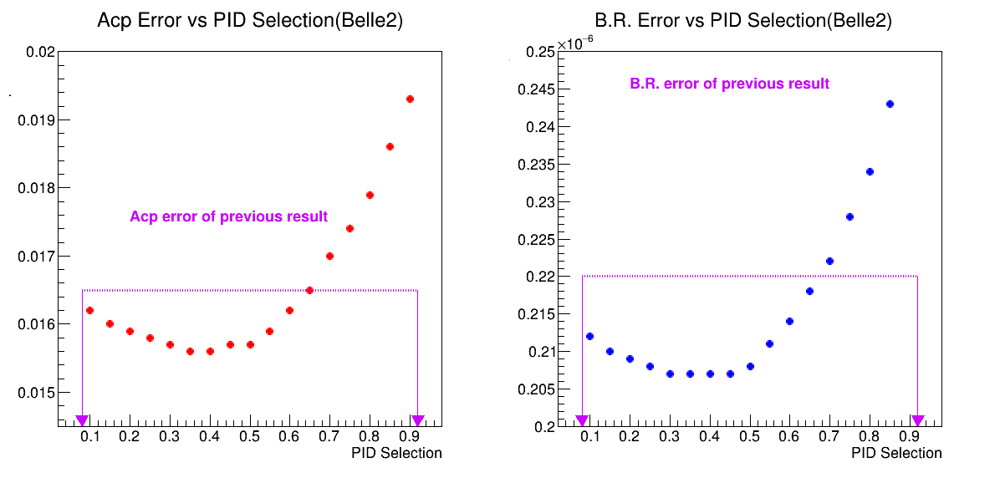 Acp Error vs PID Selection(Belle2)
0.02
0.019
0.018
0.017
0.016
0.015
Acp error of previous result
0.1 0.2 0.3 0.4 0.5 0.6 0.7 0.8 0.9
PID Selection
B.R. Error vs PID Selection(Belle2)
×10⁻⁶
0.25
0.245
0.24
0.235
0.23
0.225
0.22
0.215
0.21
0.205
0.2
B.R. error of previous result
0.1 0.2 0.3 0.4 0.5 0.6 0.7 0.8 0.9
PID Selection